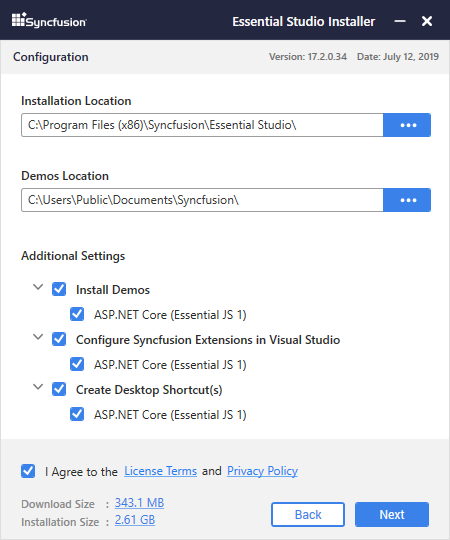 Syncfusion Essential Studio Installer
Configuration Version: 17.2.0.34 Date: July 12, 2019
Installation Location
C:\Program Files (x86)\Syncfusion\Essential Studio\
Demos Location
C:\Users\Public\Documents\Syncfusion\
Additional Settings
Install Demos
ASP.NET Core (Essential JS 1)
Configure Syncfusion Extensions in Visual Studio
ASP.NET Core (Essential JS 1)
Create Desktop Shortcut(s)
ASP.NET Core (Essential JS 1)
I Agree to the License Terms and Privacy Policy
Download Size : 343.1 MB
Installation Size : 2.61 GB
Back Next